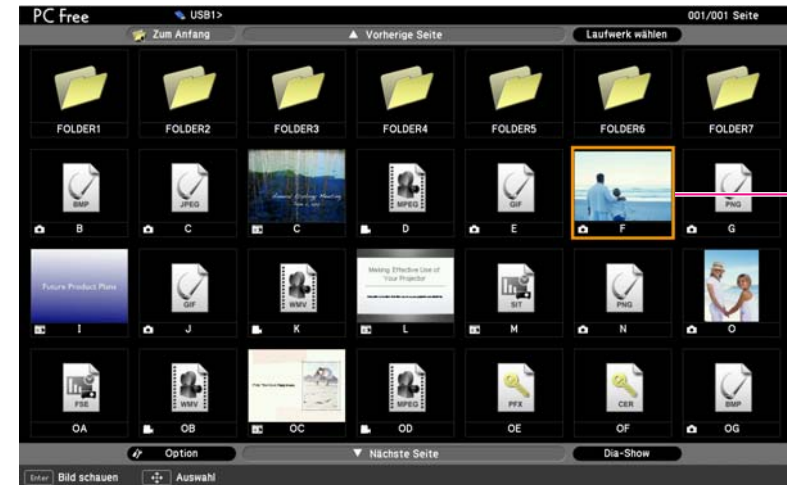 PC Free USB1> 001/001 Seite
Zum Anfang ▲ Vorherige Seite Laufwerk wählen
FOLDER1 FOLDER2 FOLDER3 FOLDER4 FOLDER5 FOLDER6 FOLDER7
BMP JPEG MPEG GIF PNG
B C C D E F G
Future Product Plans GIF WMV Making Effective Use of
Your Projector SIT PNG
I J K L M N O
FSE WMV MPEG PFX CER BMP
OA OB OC OD OE OF OG
Option ▼ Nächste Seite Dia-Show
Enter Bild schauen Auswahl